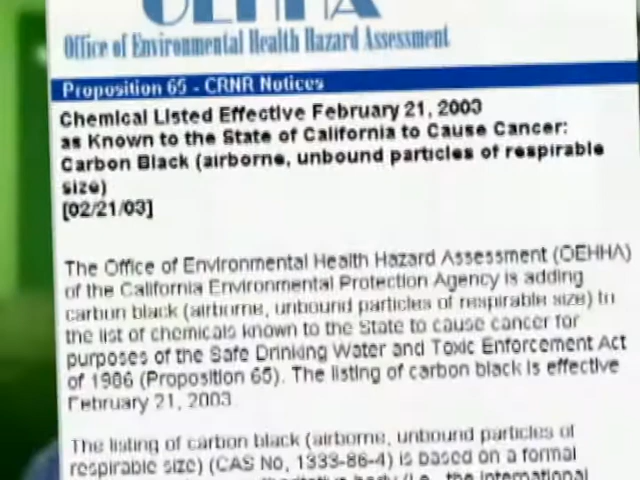 OEHHA
Office of Environmental Health Hazard Assessment
Proposition 65 - CRNR Notices
Chemical Listed Effective February 21, 2003
as Known to the State of California to Cause Cancer:
Carbon Black (airborne, unbound particles of respirable
size)
[02/21/03]
The Office of Environmental Health Hazard Assessment (OEHHA)
of the California Environmental Protection Agency is adding
carbon black (airborne, unbound particles of respirable size) to
the list of chemicals known to the State to cause cancer for
purposes of the Safe Drinking Water and Toxic Enforcement Act
of 1986 (Proposition 65). The listing of carbon black is effective
February 21, 2003
The listing of carbon black (airborne, unbound particles of
respirable size) (CAS No, 1333-86-4) is based on a formal
the International